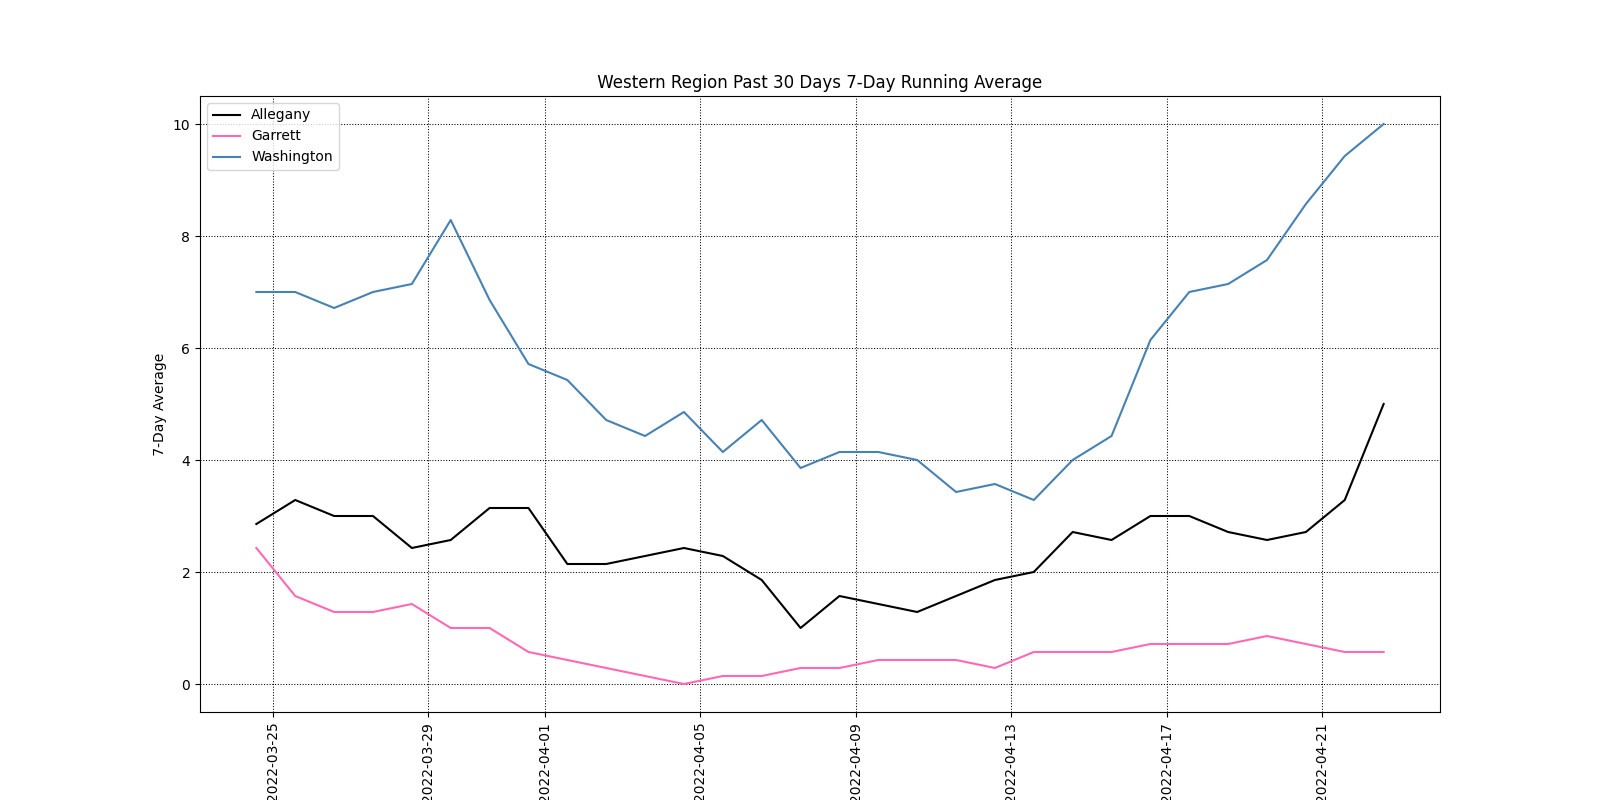 Western Region Past 30 Days 7-Day Running Average
Allegany
Garrett
Washington
7-Day Average
10
8
6
4
2
0
2022-03-25
2022-03-29
2022-04-01
2022-04-05
2022-04-09
2022-04-13
2022-04-17
2022-04-21